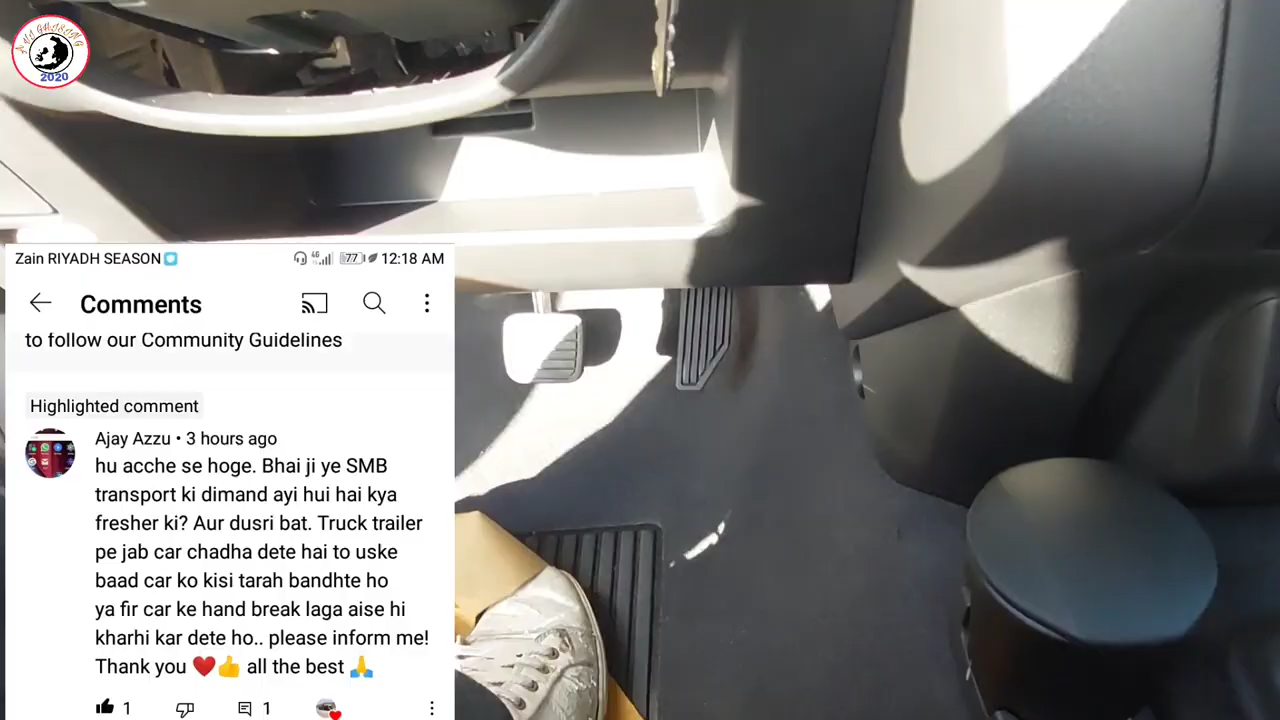 2020
Zain RIYADH SEASON
4G
77
12:18 AM
Comments
to follow our Community Guidelines
Highlighted comment
Ajay Azzu • 3 hours ago
hu acche se hoge. Bhai ji ye SMB
transport ki dimand ayi hui hai kya
fresher ki? Aur dusri bat. Truck trailer
pe jab car chadha dete hai to uske
baad car ko kisi tarah bandhte ho
ya fir car ke hand break laga aise hi
kharhi kar dete ho.. please inform me!
Thank you ❤️👍 all the best 🙏
1
1